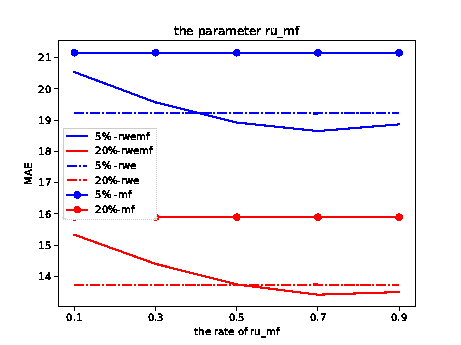 the parameter ru_mf
21
20
19
18
17
16
15
14
MAE
5%-rwemf
20%-rwemf
5%-rwe
20%-rwe
5%-mf
20%-mf
0.1 0.3 0.5 0.7 0.9
the rate of ru_mf